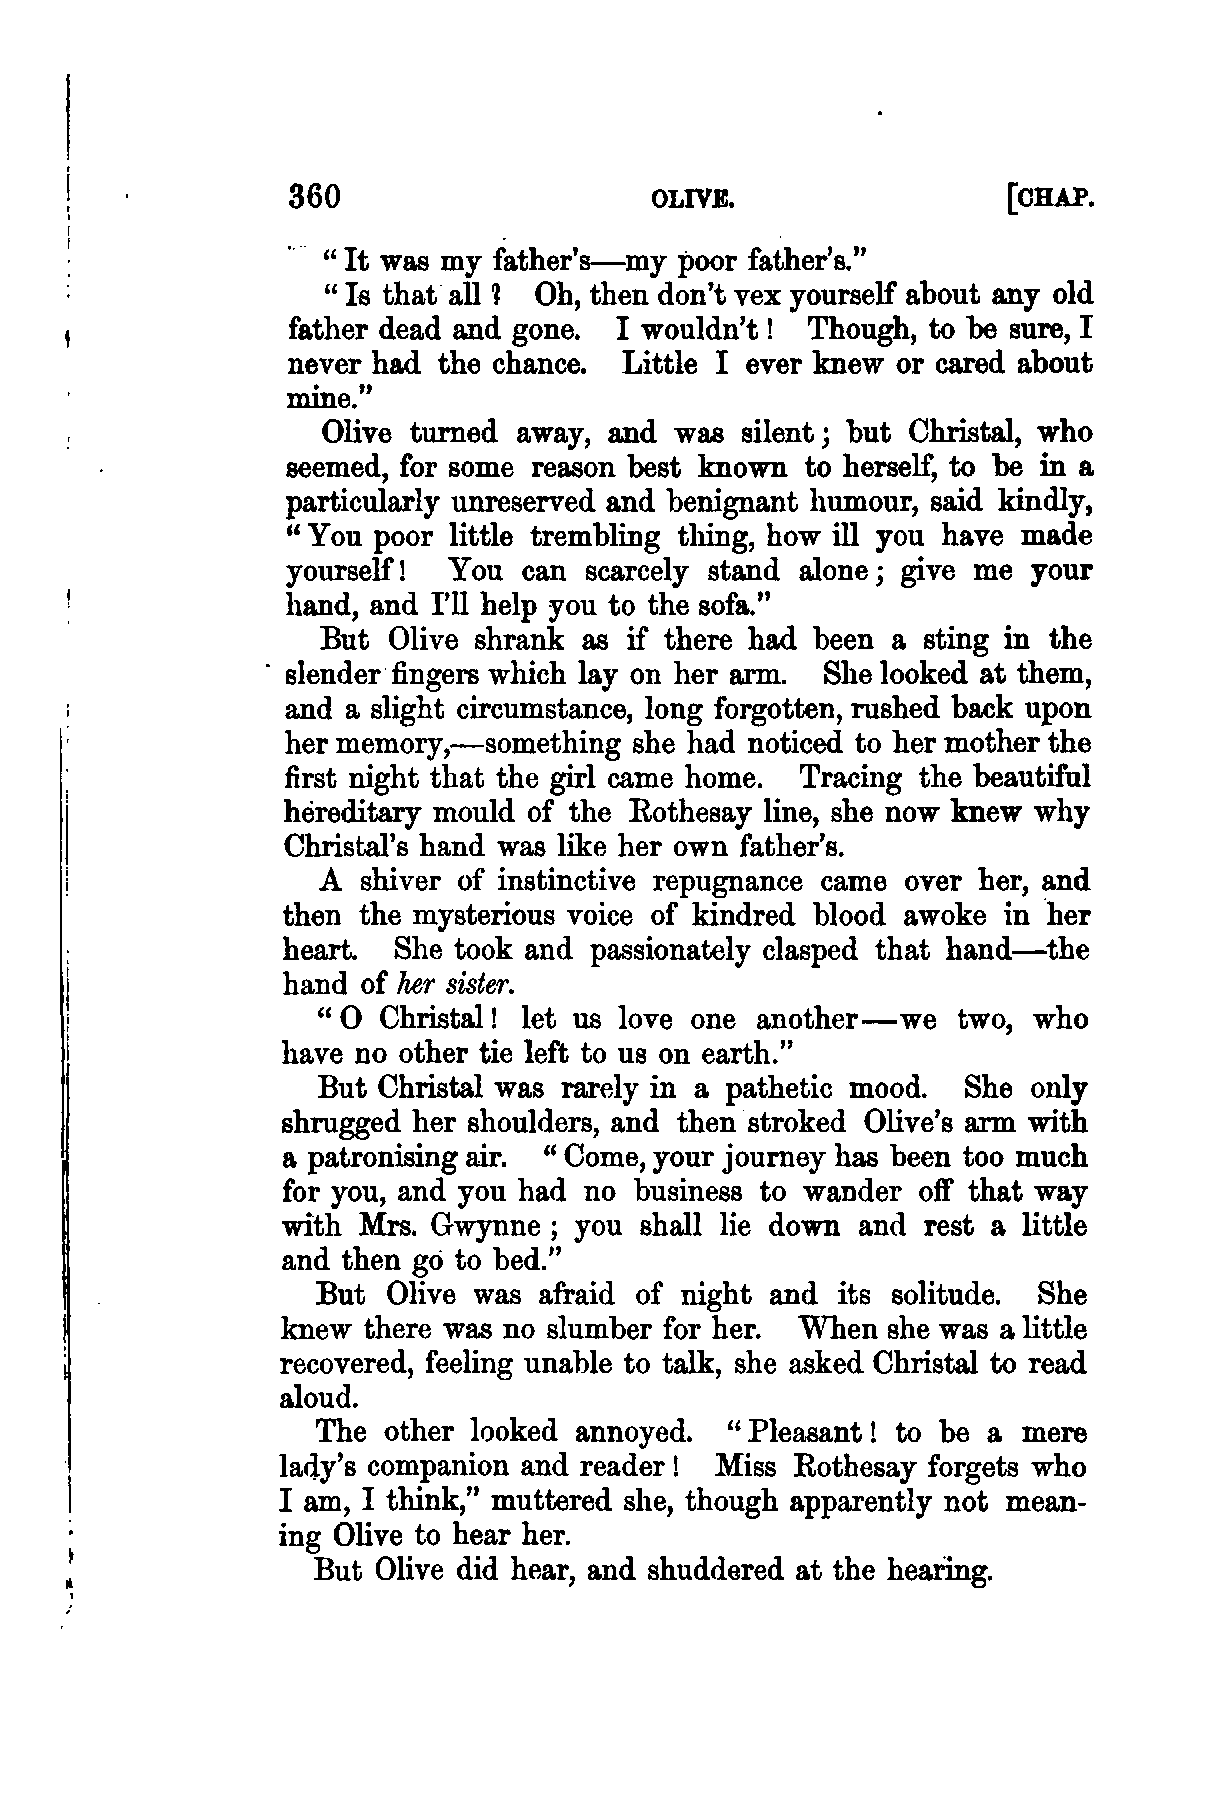 360 OLIVE. [CHAP.
“It was my father’s—my poor father’s.”
“Is that all? Oh, then don’t vex yourself about any old
father dead and gone. I wouldn’t! Though, to be sure, I
never had the chance. Little I ever knew or cared about
mine.”
Olive turned away, and was silent; but Christal, who
seemed, for some reason best known to herself, to be in a
particularly unreserved and benignant humour, said kindly,
“You poor little trembling thing, how ill you have made
yourself! You can scarcely stand alone; give me your
hand, and I’ll help you to the sofa.”
But Olive shrank as if there had been a sting in the
slender fingers which lay on her arm. She looked at them,
and a slight circumstance, long forgotten, rushed back upon
her memory,—something she had noticed to her mother the
first night that the girl came home. Tracing the beautiful
hereditary mould of the Rothesay line, she now knew why
Christal’s hand was like her own father’s.
A shiver of instinctive repugnance came over her, and
then the mysterious voice of kindred blood awoke in her
heart. She took and passionately clasped that hand—the
hand of her sister.
“O Christal! let us love one another—we two, who
have no other tie left to us on earth.”
But Christal was rarely in a pathetic mood. She only
shrugged her shoulders, and then stroked Olive’s arm with
a patronising air. “Come, your journey has been too much
for you, and you had no business to wander off that way
with Mrs. Gwynne; you shall lie down and rest a little
and then go to bed.”
But Olive was afraid of night and its solitude. She
knew there was no slumber for her. When she was a little
recovered, feeling unable to talk, she asked Christal to read
aloud.
The other looked annoyed. “Pleasant! to be a mere
lady’s companion and reader! Miss Rothesay forgets who
I am, I think,” muttered she, though apparently not mean-
ing Olive to hear her.
But Olive did hear, and shuddered at the hearing.